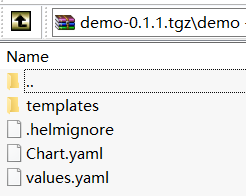 demo-0.1.1.tgz\demo
Name
..
templates
.helmignore
Chart.yaml
values.yaml